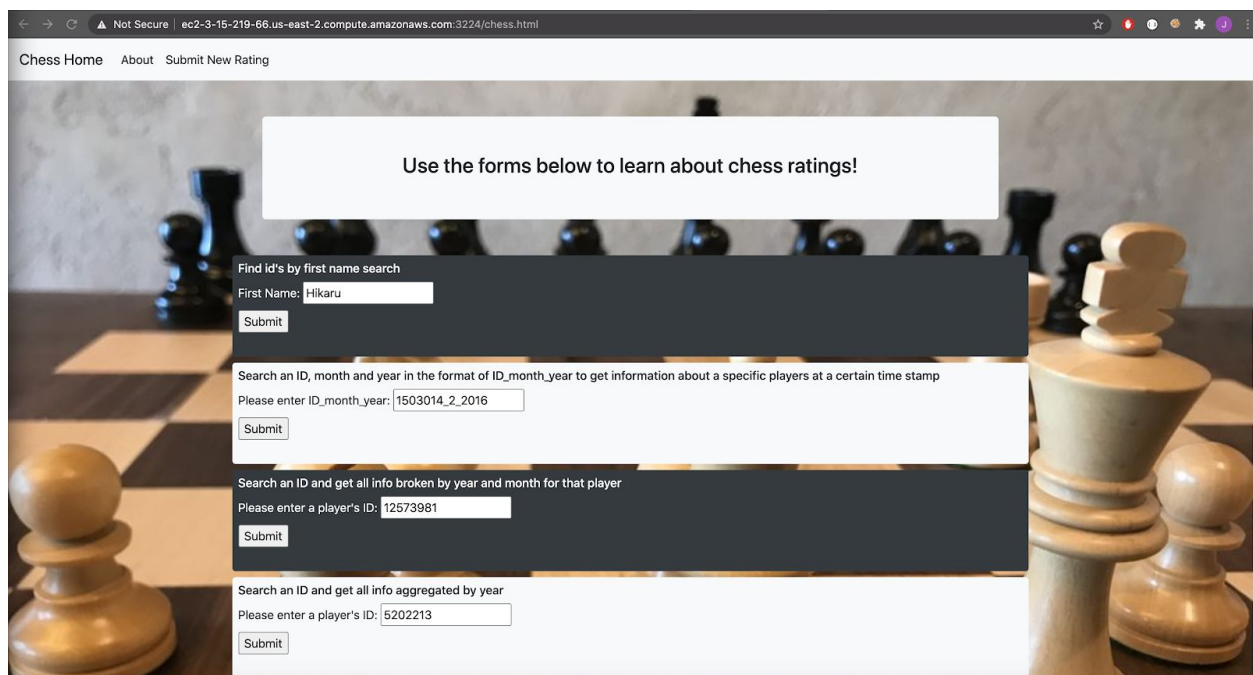 Not Secure | ec2-3-15-219-66.us-east-2.compute.amazonaws.com:3224/chess.html
J
Chess Home About Submit New Rating
Use the forms below to learn about chess ratings!
Find id's by first name search
First Name: Hikaru
Submit
Search an ID, month and year in the format of ID_month_year to get information about a specific players at a certain time stamp
Please enter ID_month_year: 1503014_2_2016
Submit
Search an ID and get all info broken by year and month for that player
Please enter a player's ID: 12573981
Submit
Search an ID and get all info aggregated by year
Please enter a player's ID: 5202213
Submit